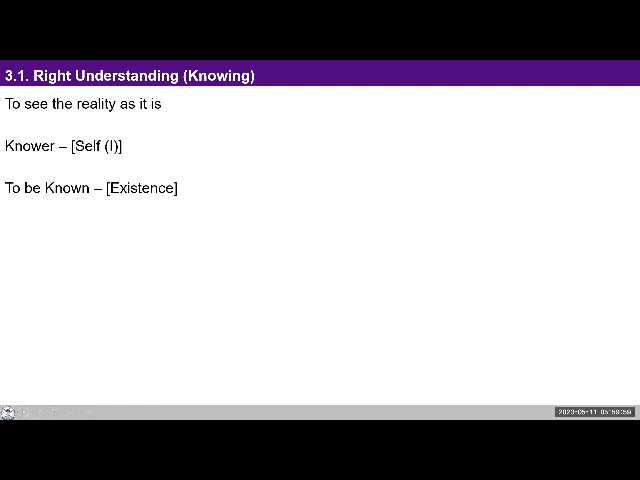 3.1. Right Understanding (Knowing)
To see the reality as it is
Knower – [Self (I)]
To be Known – [Existence]
2023-05-11 05:59:59